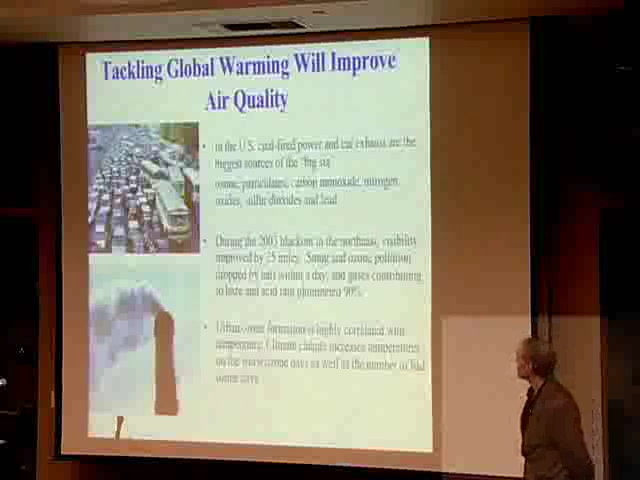 Tackling Global Warming Will Improve
Air Quality
• in the U.S. coal-fired power and car exhaust are the
biggest sources of the "big six
ozone, particulates, carbon monoxide, nitrogen
oxides, sulfur dioxides and lead
• During the 2003 blackout in the northeast, visibility
improved by 25 miles. Smog and ozone pollution
dropped by half within a day, and gases contributing
to haze and acid rain plummeted 90%.
• Urban ozone formation is highly correlated with
temperature. Climate change increases temperatures
on the worst ozone days as well as the number of bad
ozone days